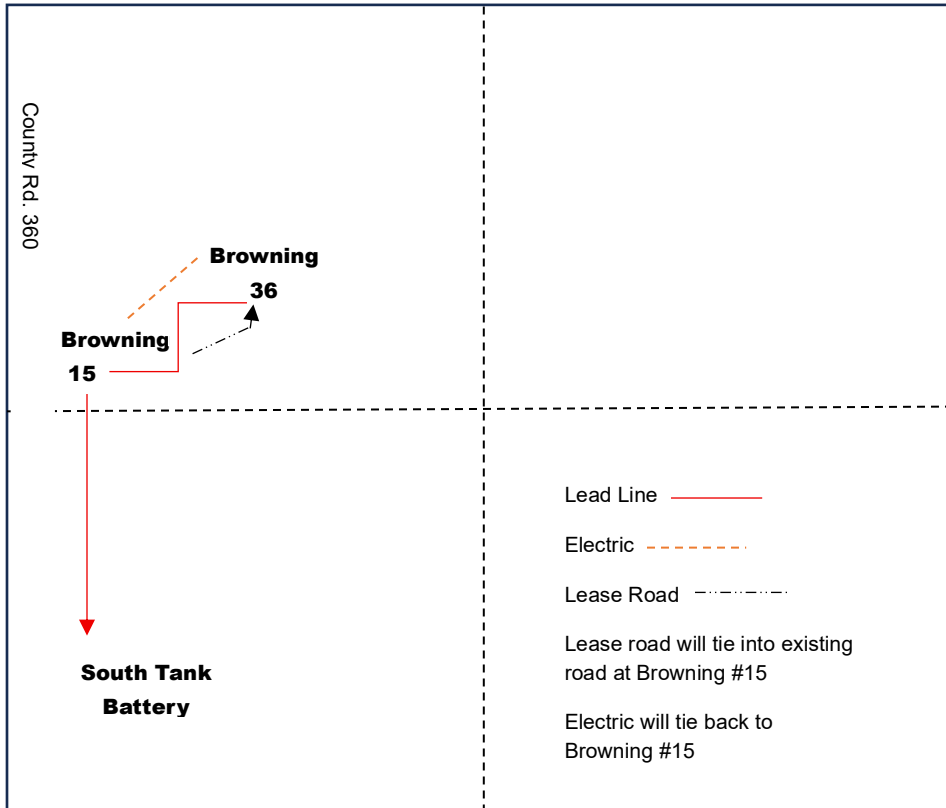 County Rd. 360
Browning
36
Browning
15
South Tank
Battery
Lead Line
Electric
Lease Road
Lease road will tie into existing
road at Browning #15
Electric will tie back to
Browning #15